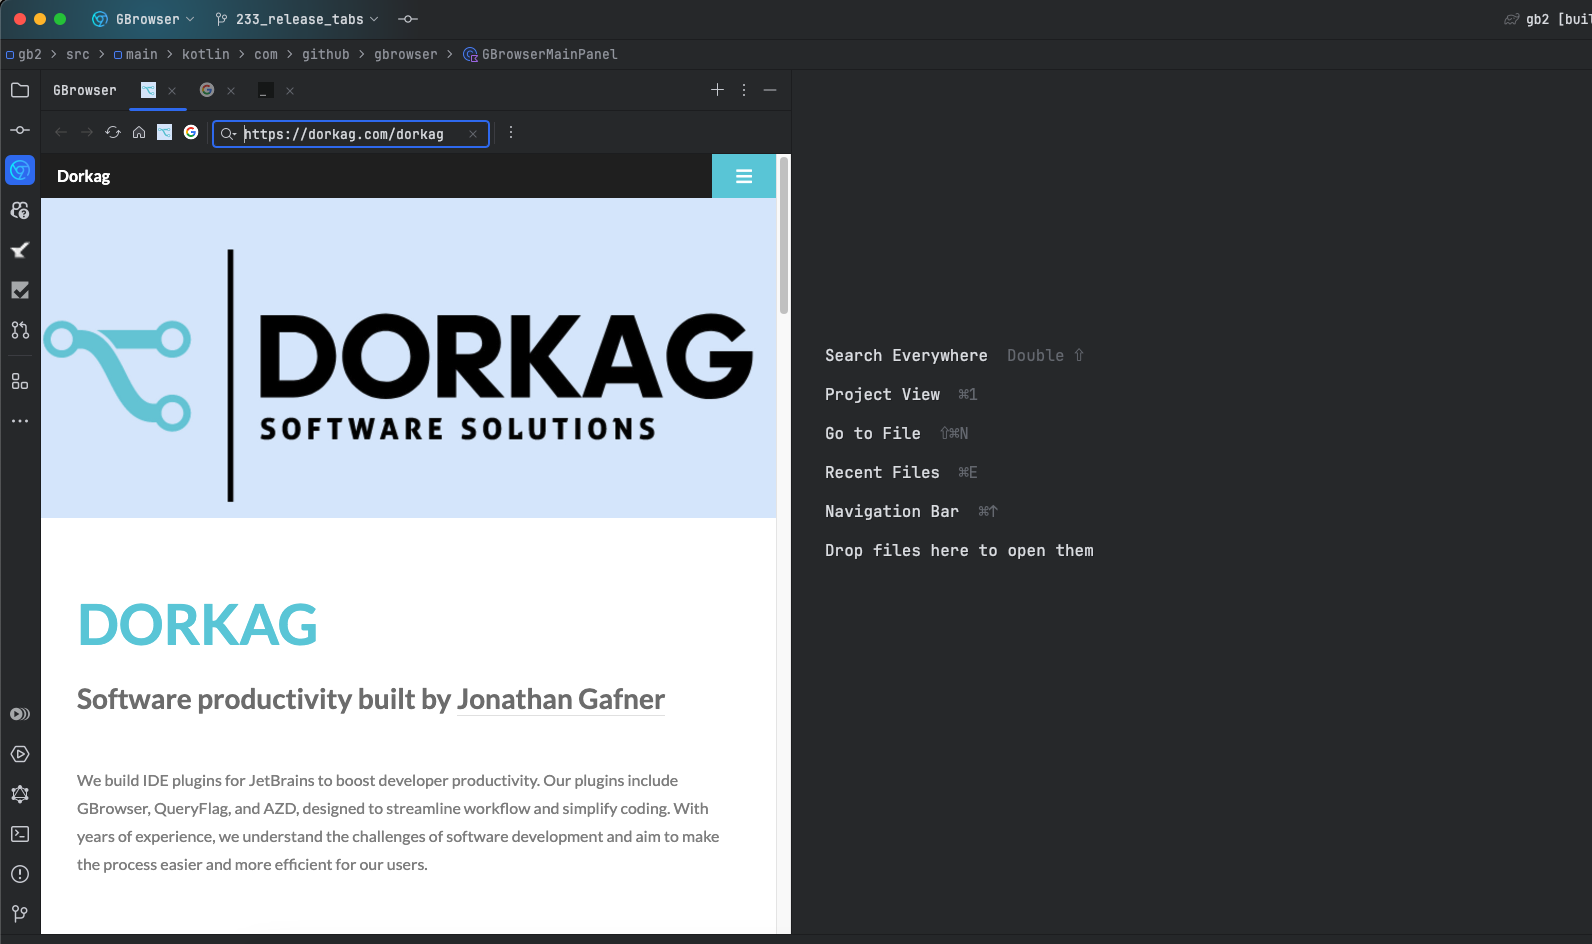 GBrowser
233_release_tabs
gb2 [buil
gb2 > src > main > kotlin > com > github > gbrowser > GBrowserMainPanel
GBrowser
https://dorkag.com/dorkag
Dorkag
DORKAG
SOFTWARE SOLUTIONS
DORKAG
Software productivity built by Jonathan Gafner
We build IDE plugins for JetBrains to boost developer productivity. Our plugins include
GBrowser, QueryFlag, and AZD, designed to streamline workflow and simplify coding. With
years of experience, we understand the challenges of software development and aim to make
the process easier and more efficient for our users.
Search Everywhere Double ⇧
Project View ⌘1
Go to File ⇧⌘N
Recent Files ⌘E
Navigation Bar ⌘↑
Drop files here to open them